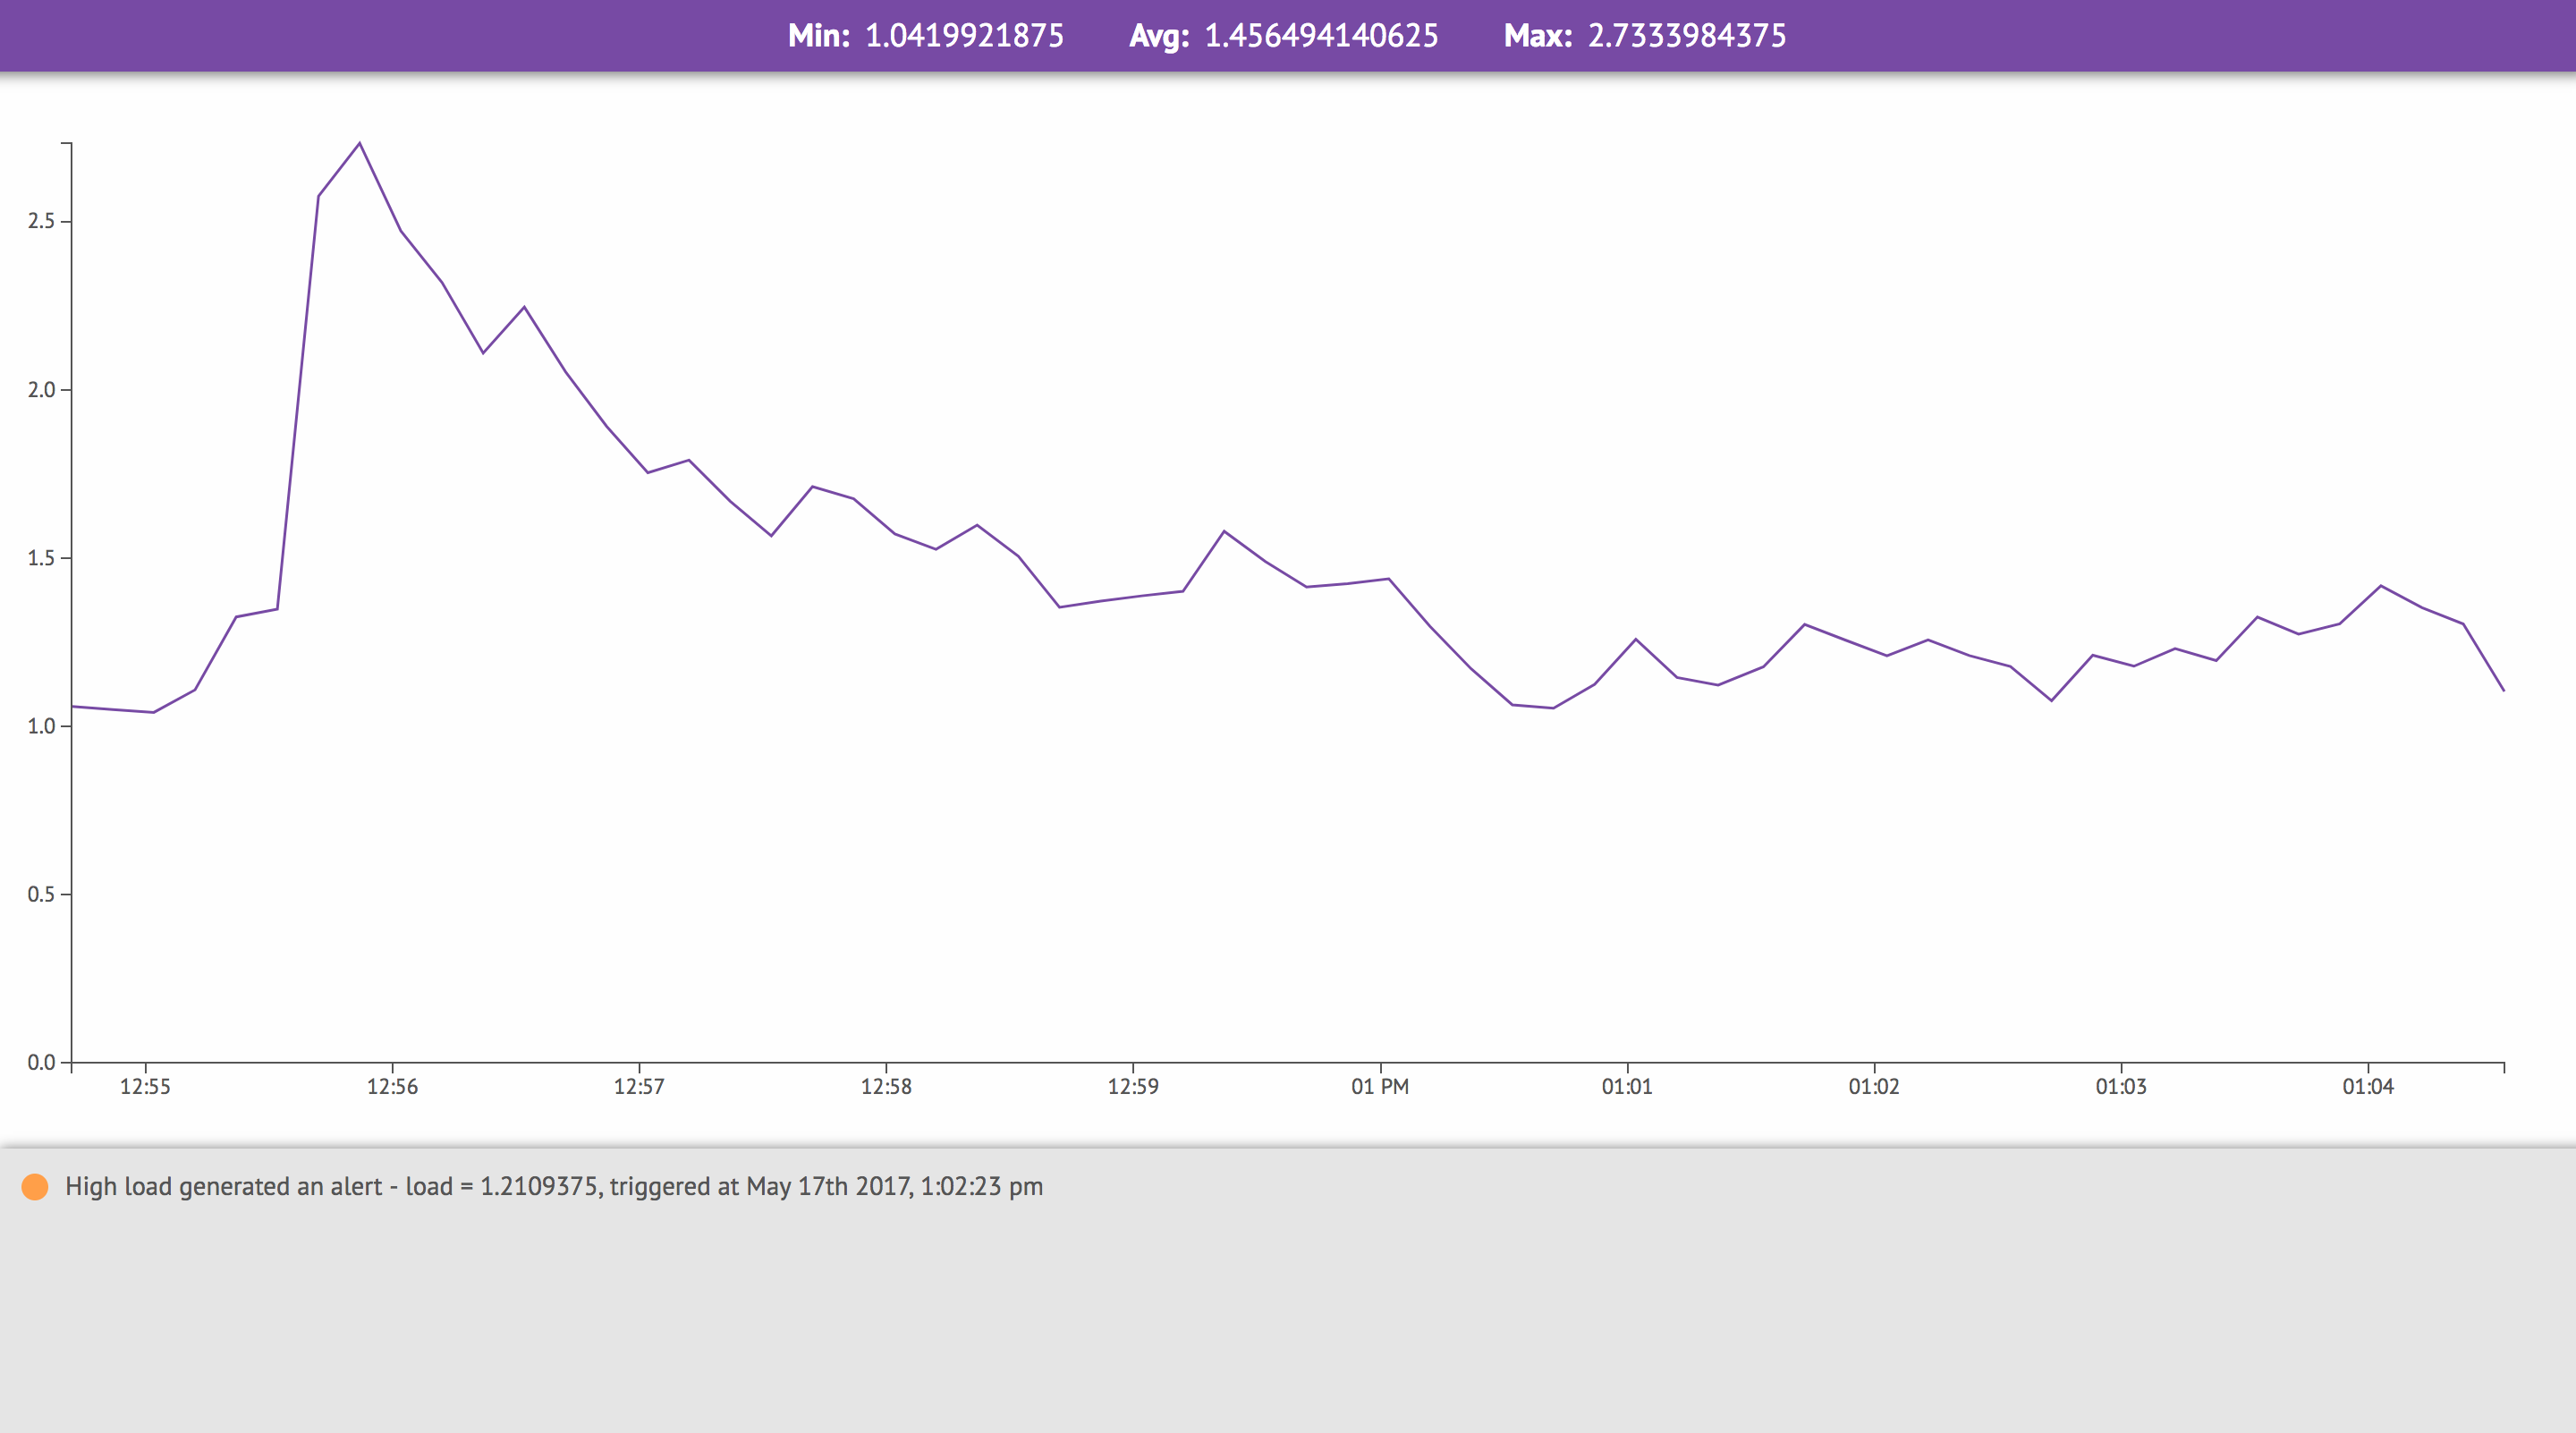 Min: 1.0419921875 Avg: 1.456494140625 Max: 2.7333984375
2.5
2.0
1.5
1.0
0.5
0.0
12:55 12:56 12:57 12:58 12:59 01 PM 01:01 01:02 01:03 01:04
High load generated an alert - load = 1.2109375, triggered at May 17th 2017, 1:02:23 pm